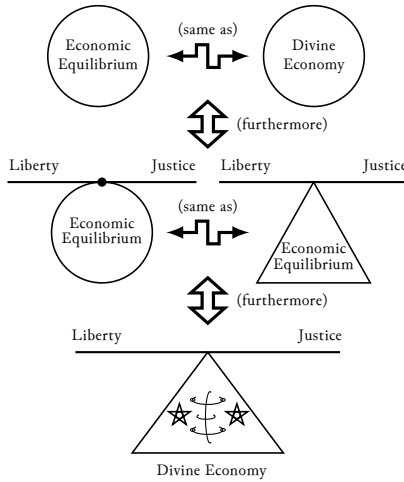 (same as)
Economic
Equilibrium
Divine
Economy
(furthermore)
Liberty
Justice
Liberty
Justice
(same as)
Economic
Equilibrium
Economic
Equilibrium
(furthermore)
Liberty
Justice
Divine Economy